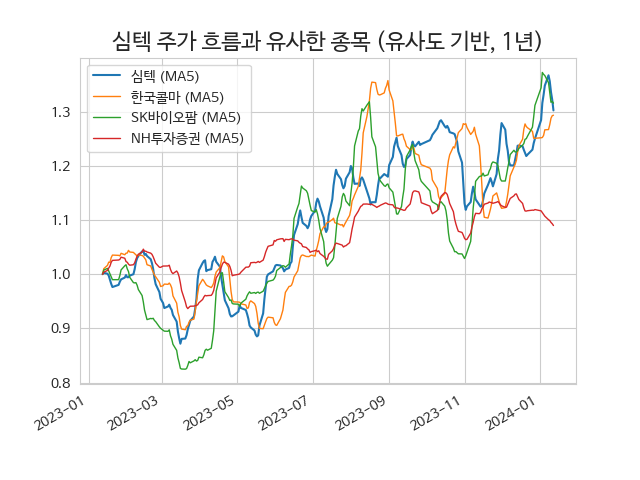 심텍 주가 흐름과 유사한 종목 (유사도 기반, 1년)
심텍 (MA5)
한국콜마 (MA5)
SK바이오팜 (MA5)
NH투자증권 (MA5)
1.3
1.2
1.1
1.0
0.9
0.8
2023-01
2023-03
2023-05
2023-07
2023-09
2023-11
2024-01